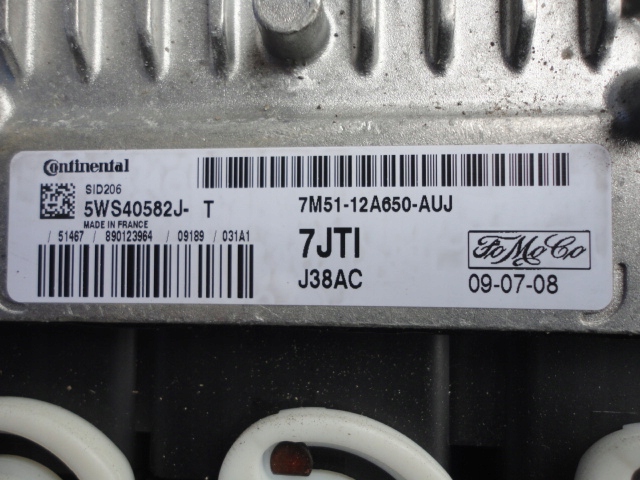 Continental
SID206
5WS40582J- T
MADE IN FRANCE
/ 51467 / 890123964 / 09189 / 031A1
7M51-12A650-AUJ
7JTI
J38AC
FoMoCo
09-07-08